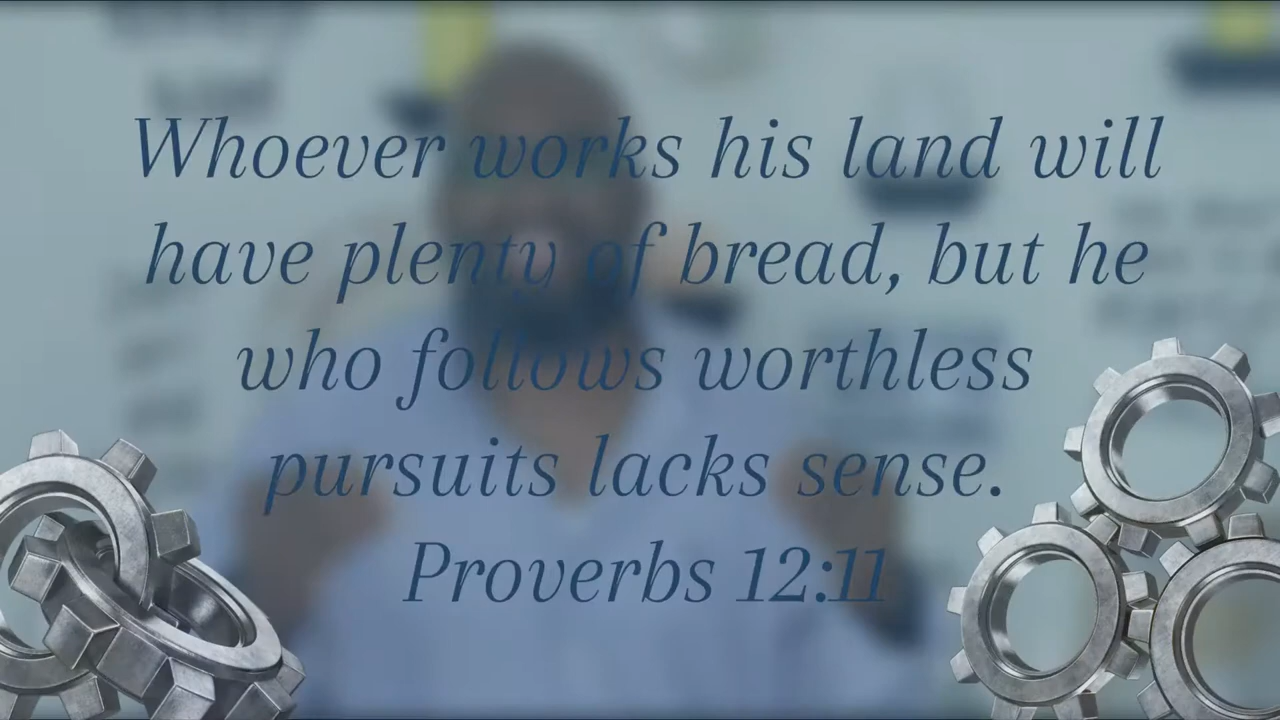 Whoever works his land will
have plenty of bread, but he
who follows worthless
pursuits lacks sense.
Proverbs 12:11